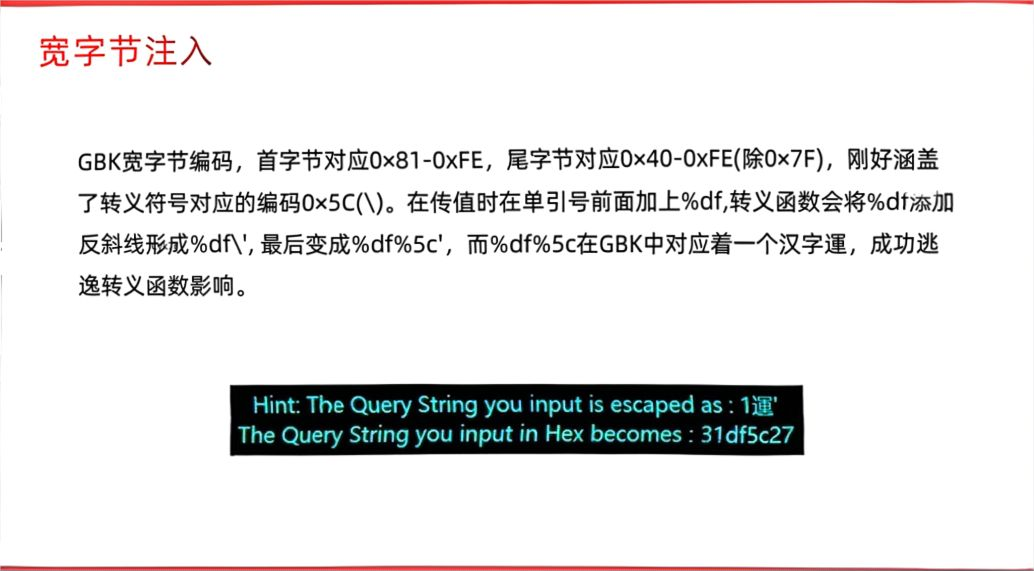 宽字节注入
GBK宽字节编码，首字节对应0×81-0xFE，尾字节对应0×40-0xFE(除0×7F)，刚好涵盖
了转义符号对应的编码0×5C(\)。在传值时在单引号前面加上%df,转义函数会将%df添加
反斜线形成%df\', 最后变成%df%5c'，而%df%5c在GBK中对应着一个汉字運，成功逃
逸转义函数影响。
Hint: The Query String you input is escaped as : 1運'
The Query String you input in Hex becomes : 31df5c27